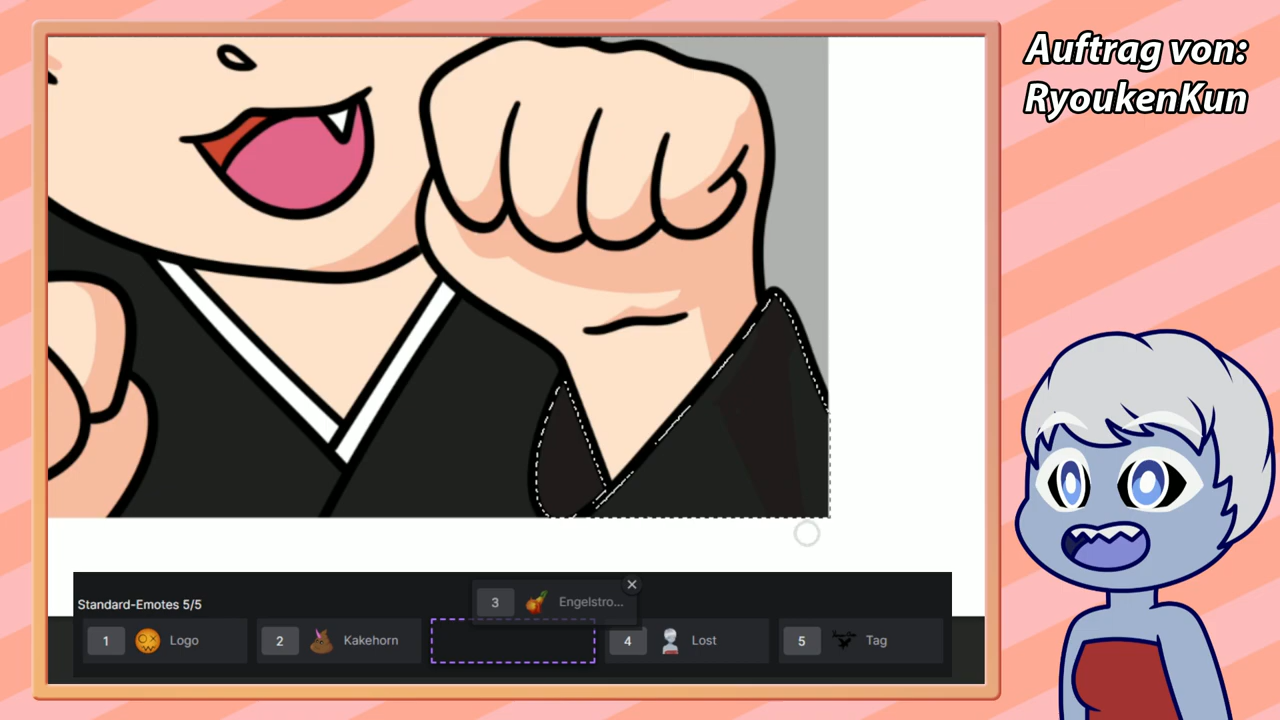 Auftrag von:
RyoukenKun
Standard-Emotes 5/5
3 Engelstro...
1 Logo
2 Kakehorn
4 Lost
5 Tag